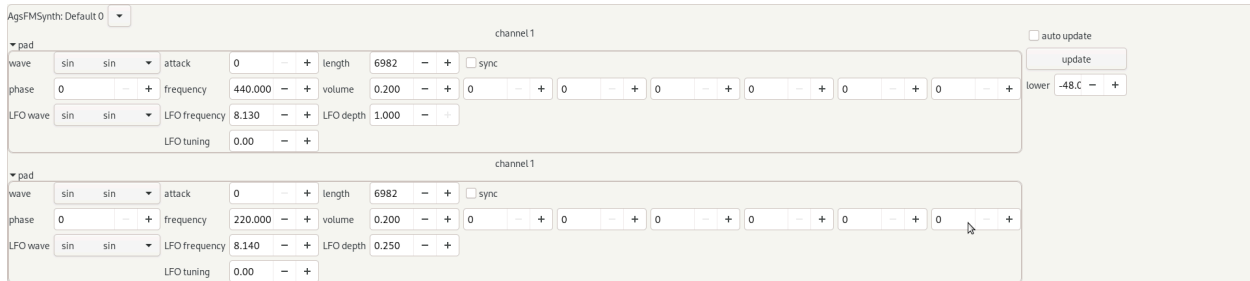 AgsFMSynth: Default 0
channel 1
auto update
pad
wave sin sin attack 0 − + length 6982 − + sync
update
phase 0 − + frequency 440.000 − + volume 0.200 − + 0 − + 0 − + 0 − + 0 − + 0 − + 0 − +
lower -48.0 − +
LFO wave sin sin LFO frequency 8.130 − + LFO depth 1.000 − +
LFO tuning 0.00 − +
channel 1
pad
wave sin sin attack 0 − + length 6982 − + sync
phase 0 − + frequency 220.000 − + volume 0.200 − + 0 − + 0 − + 0 − + 0 − + 0 − + 0 − +
LFO wave sin sin LFO frequency 8.140 − + LFO depth 0.250 − +
LFO tuning 0.00 − +